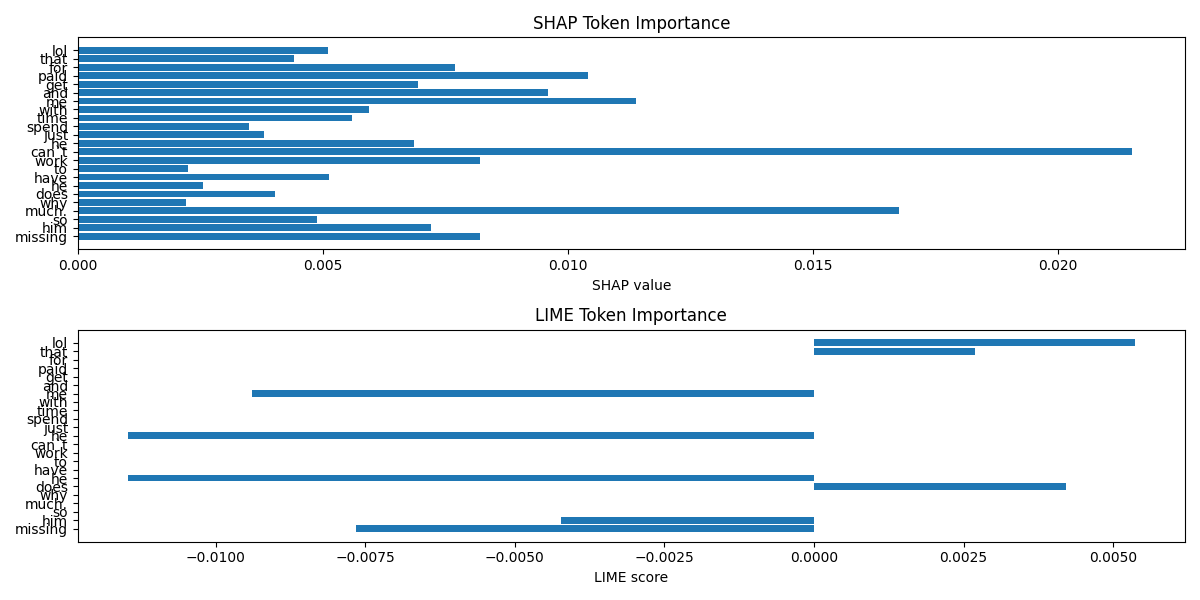 SHAP Token Importance
lol
that
for
paid
get
and
me
with
time
spend
just
he
can´t
work
to
have
he
does
why
much.
so
him
missing
0.000 0.005 0.010 0.015 0.020
SHAP value
LIME Token Importance
lol
that
for
paid
get
and
me
with
time
spend
just
he
can´t
work
to
have
he
does
why
much.
so
him
missing
−0.0100 −0.0075 −0.0050 −0.0025 0.0000 0.0025 0.0050
LIME score